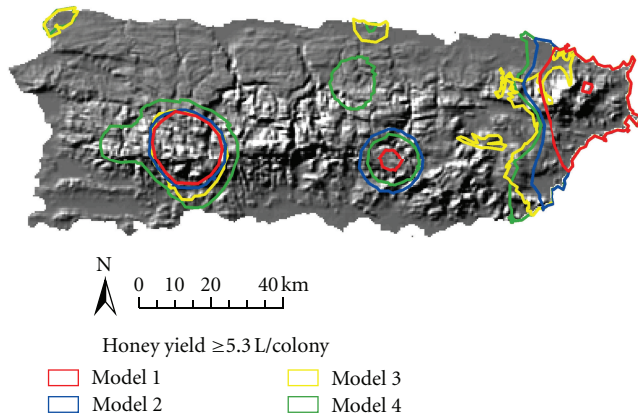 N
0 10 20 40 km
Honey yield ≥5.3 L/colony
Model 1 Model 3
Model 2 Model 4